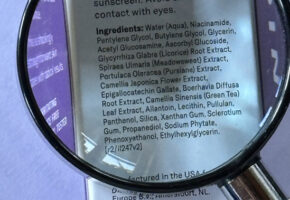 sunscreen. Avoid
contact with eyes.
Ingredients: Water (Aqua), Niacinamide,
Pentylene Glycol, Butylene Glycol, Glycerin,
Acetyl Glucosamine, Ascorbyl Glucoside,
Glycyrrhiza Glabra (Licorice) Root Extract,
Spiraea Ulmaria (Meadowsweet) Extract,
Portulaca Oleracea (Purslane) Extract,
Camellia Japonica Flower Extract,
Epigallocatechin Gallate, Boerhavia Diffusa
Root Extract, Camellia Sinensis (Green Tea)
Leaf Extract, Allantoin, Lecithin, Pullulan,
Panthenol, Silica, Xanthan Gum, Sclerotium
Gum, Propanediol, Sodium Phytate,
Phenoxyethanol, Ethylhexylglycerin.
factured in the USA
Europe B.V., Amersfoort, NL.